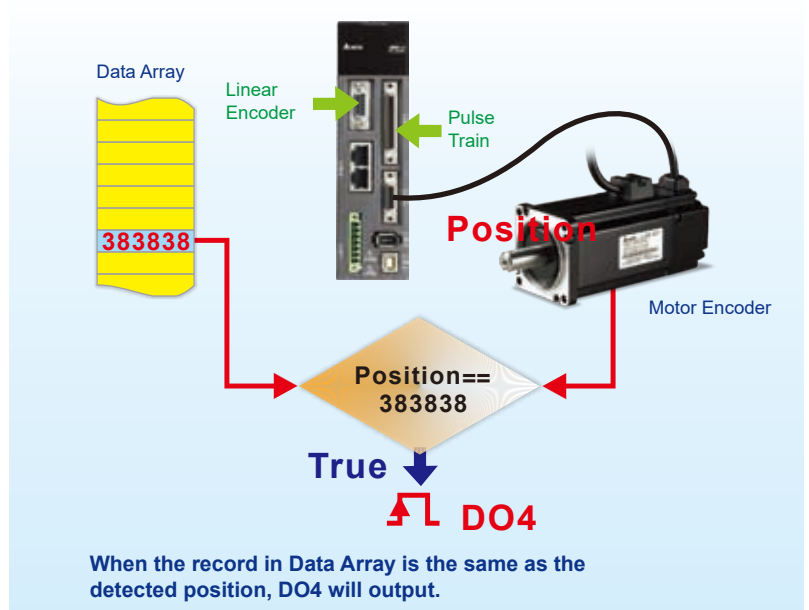 Data Array
Linear
Encoder
Pulse
Train
383838
Position
Motor Encoder
Position==
383838
True
DO4
When the record in Data Array is the same as the
detected position, DO4 will output.